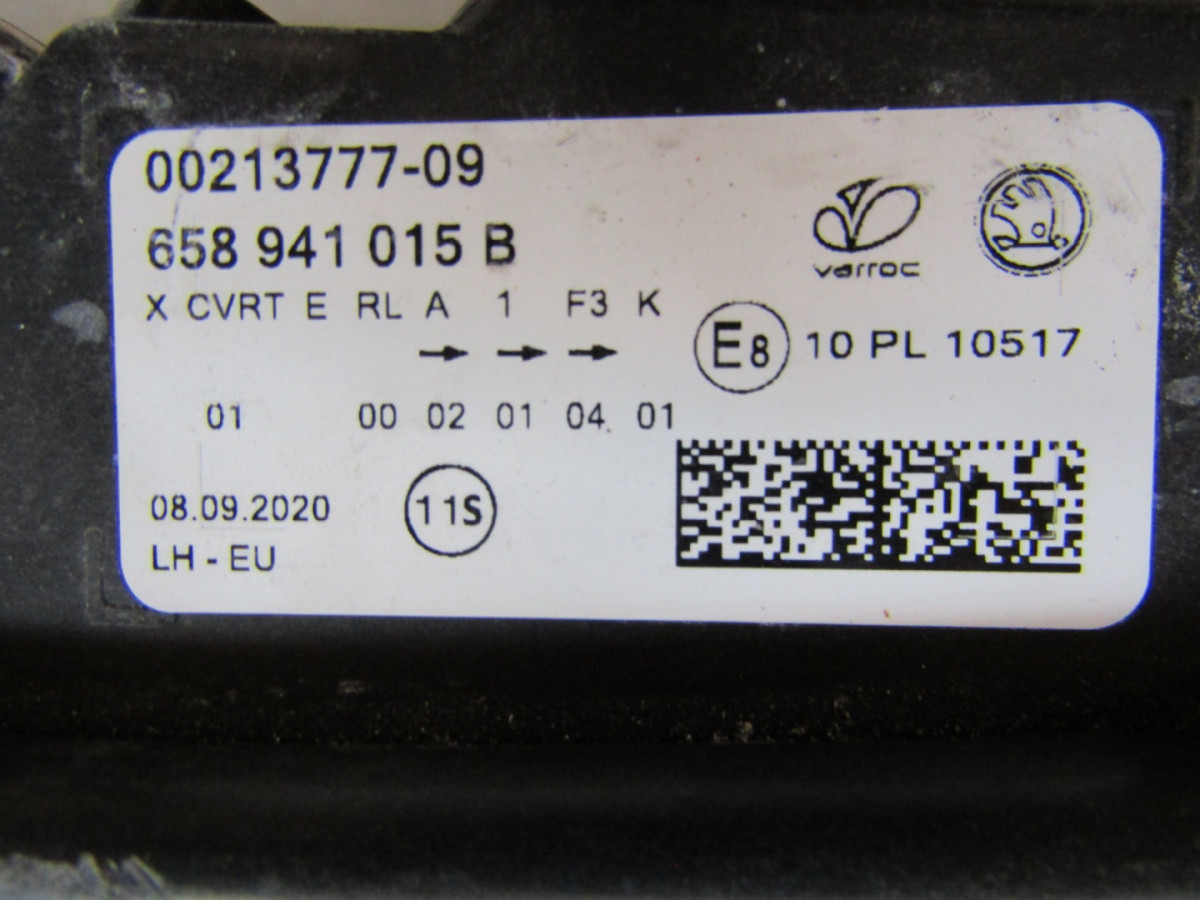 00213777-09
658 941 015 B
varroc
X CVRT E RL A 1 F3 K
→ → →
E8 10 PL 10517
01 00 02 01 04 01
08.09.2020
11S
LH - EU